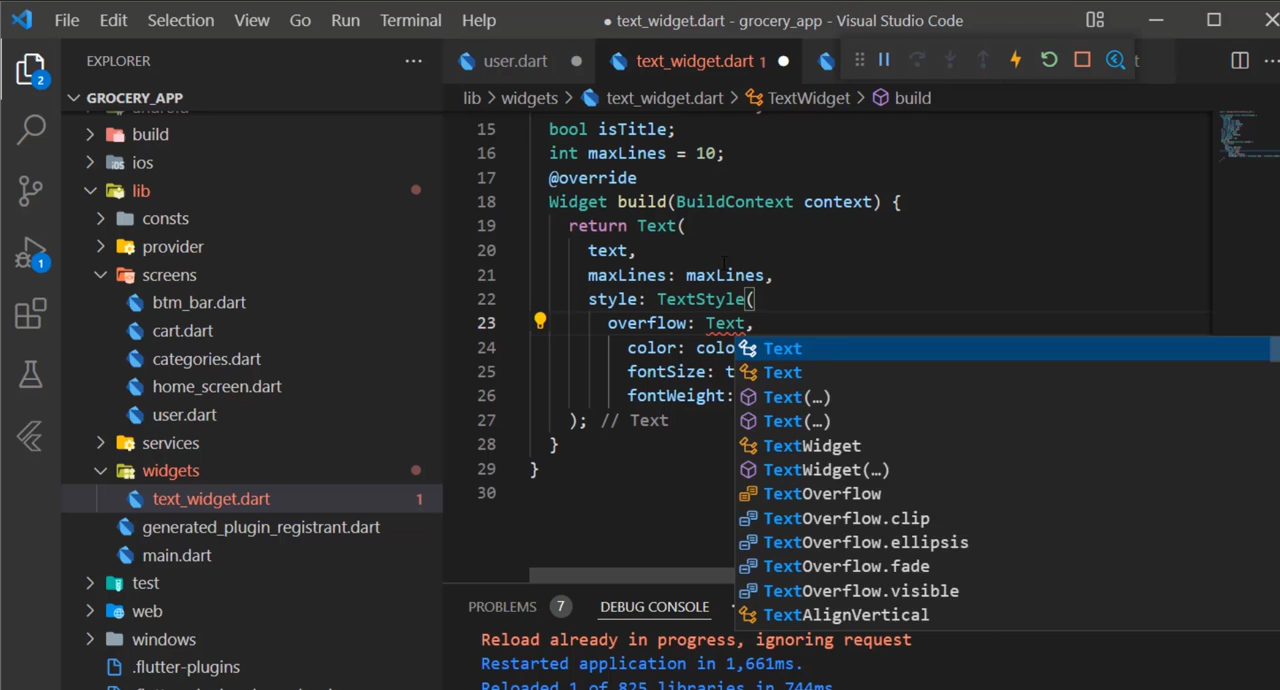 File Edit Selection View Go Run Terminal Help
● text_widget.dart - grocery_app - Visual Studio Code
EXPLORER
user.dart
text_widget.dart 1
t
GROCERY_APP
lib > widgets > text_widget.dart > TextWidget > build
2
1
build
ios
lib
consts
provider
screens
btm_bar.dart
cart.dart
categories.dart
home_screen.dart
user.dart
services
widgets
text_widget.dart 1
generated_plugin_registrant.dart
main.dart
test
web
windows
.flutter-plugins
15 bool isTitle;
16 int maxLines = 10;
17 @override
18 Widget build(BuildContext context) {
19 return Text(
20 text,
21 maxLines: maxLines,
22 style: TextStyle(
23 overflow: Text,
24 color: colo
25 fontSize: t
26 fontWeight:
27 ); // Text
28 }
29 }
30
Text
Text
Text(…)
Text(…)
TextWidget
TextWidget(…)
TextOverflow
TextOverflow.clip
TextOverflow.ellipsis
TextOverflow.fade
TextOverflow.visible
TextAlignVertical
PROBLEMS 7 DEBUG CONSOLE
Reload already in progress, ignoring request
Restarted application in 1,661ms.
Reloaded 1 of 825 libraries in 744ms